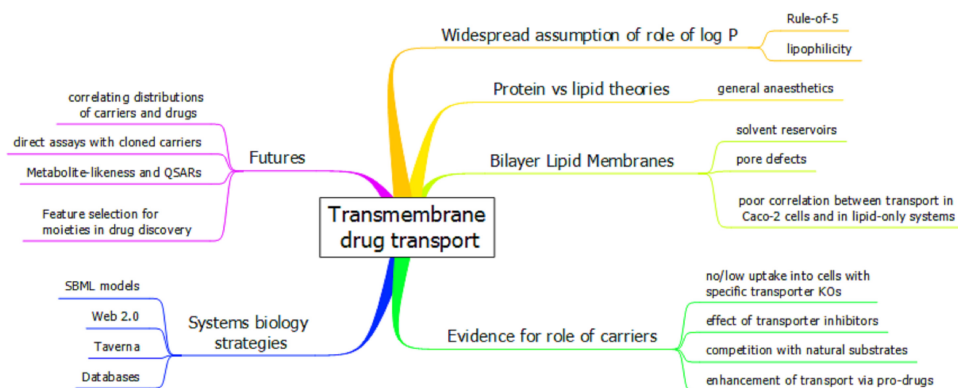 Transmembrane
drug transport
Widespread assumption of role of log P
Rule-of-5
lipophilicity
Protein vs lipid theories
general anaesthetics
Bilayer Lipid Membranes
solvent reservoirs
pore defects
poor correlation between transport in
Caco-2 cells and in lipid-only systems
Evidence for role of carriers
no/low uptake into cells with
specific transporter KOs
effect of transporter inhibitors
competition with natural substrates
enhancement of transport via pro-drugs
Systems biology
strategies
SBML models
Web 2.0
Taverna
Databases
Futures
correlating distributions
of carriers and drugs
direct assays with cloned carriers
Metabolite-likeness and QSARs
Feature selection for
moieties in drug discovery